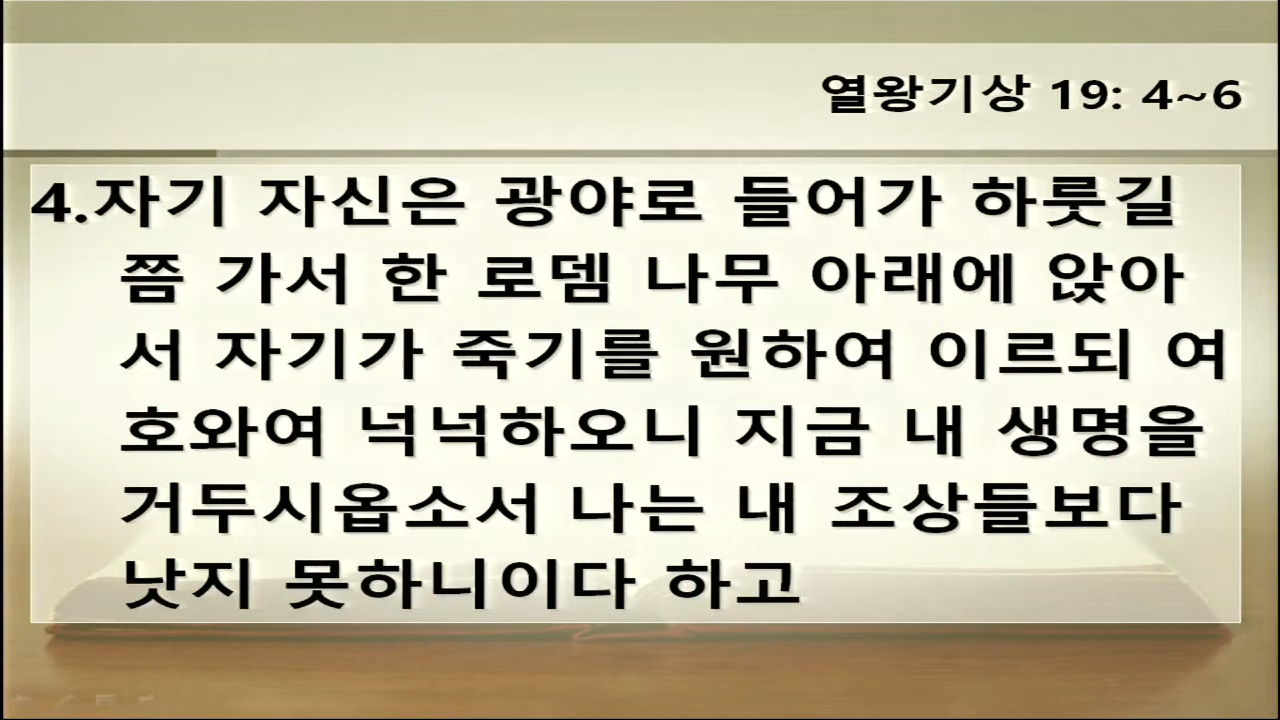 열왕기상 19: 4~6
4.자기 자신은 광야로 들어가 하룻길
쯤 가서 한 로뎀 나무 아래에 앉아
서 자기가 죽기를 원하여 이르되 여
호와여 넉넉하오니 지금 내 생명을
거두시옵소서 나는 내 조상들보다
낫지 못하니이다 하고